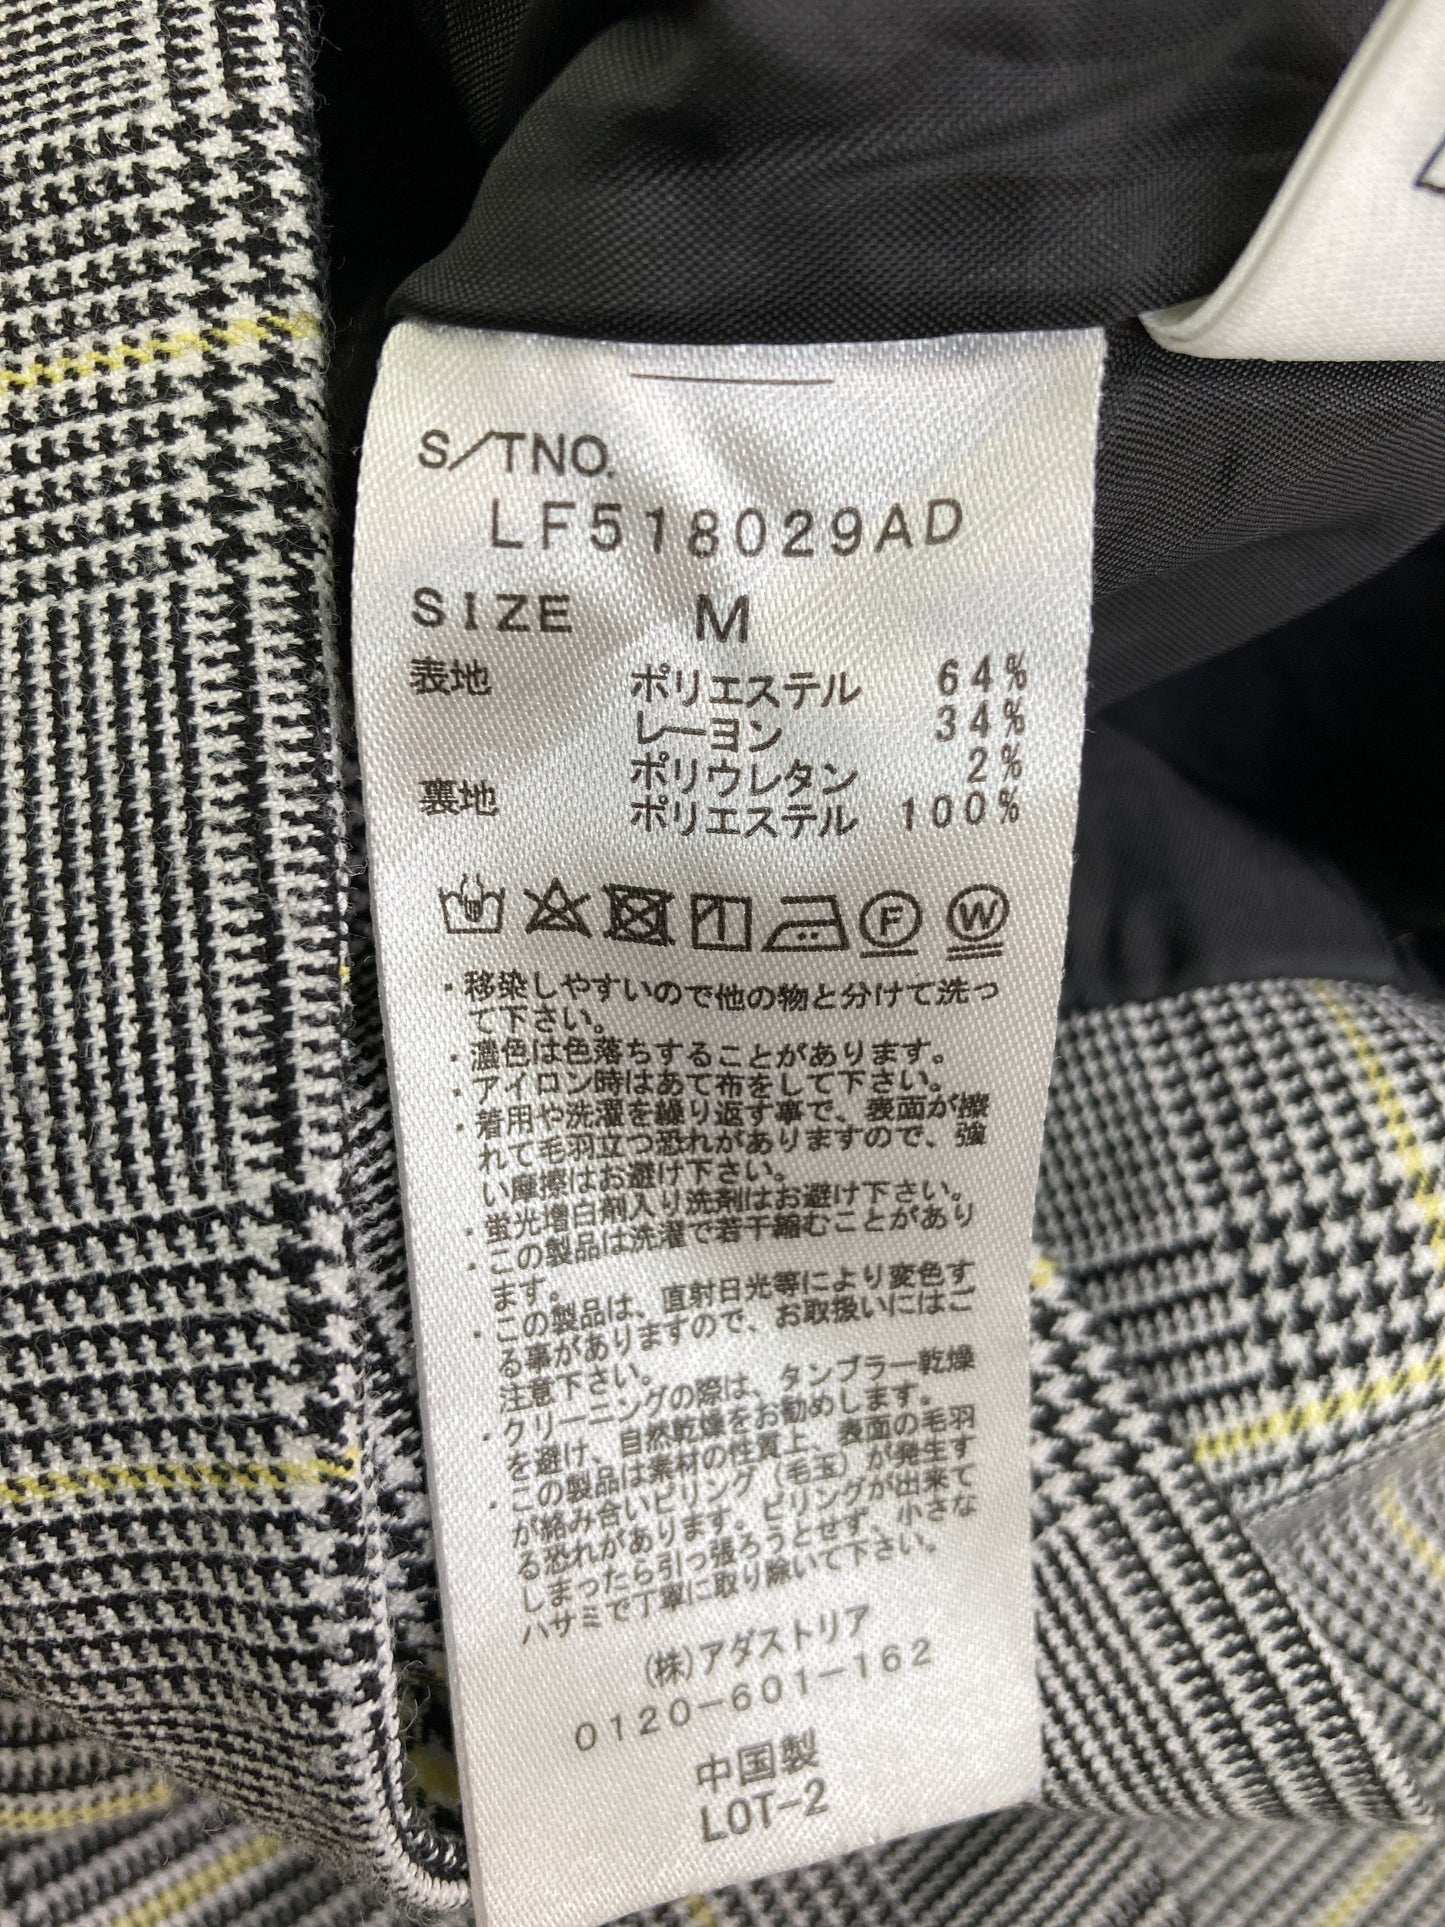 S/TNO.
LF518029AD
SIZE M
表地 ポリエステル 64%
レーヨン 34%
ポリウレタン 2%
裏地 ポリエステル 100%
1 F W
・移染しやすいので他の物と分けて洗っ
て下さい。
・濃色は色落ちすることがあります。
・アイロン時はあて布をして下さい。
・着用や洗濯を繰り返す事で、表面が擦
れて毛羽立つ恐れがありますので、強
い摩擦はお避け下さい。
・蛍光増白剤入り洗剤はお避け下さい。
・この製品は洗濯で若干縮むことがあり
ます。
・この製品は、直射日光等により変色す
る事がありますので、お取扱いにはご
注意下さい。
・クリーニングの際は、タンブラー乾燥
を避け、自然乾燥をお勧めします。
・この製品は素材の性質上、表面の毛羽
が絡み合いピリング（毛玉）が発生す
る恐れがあります。ピリングが出来て
しまったら引っ張ろうとせず、小さな
ハサミで丁寧に取り除いて下さい。
(株)アダストリア
0120-601-162
中国製
LOT-2